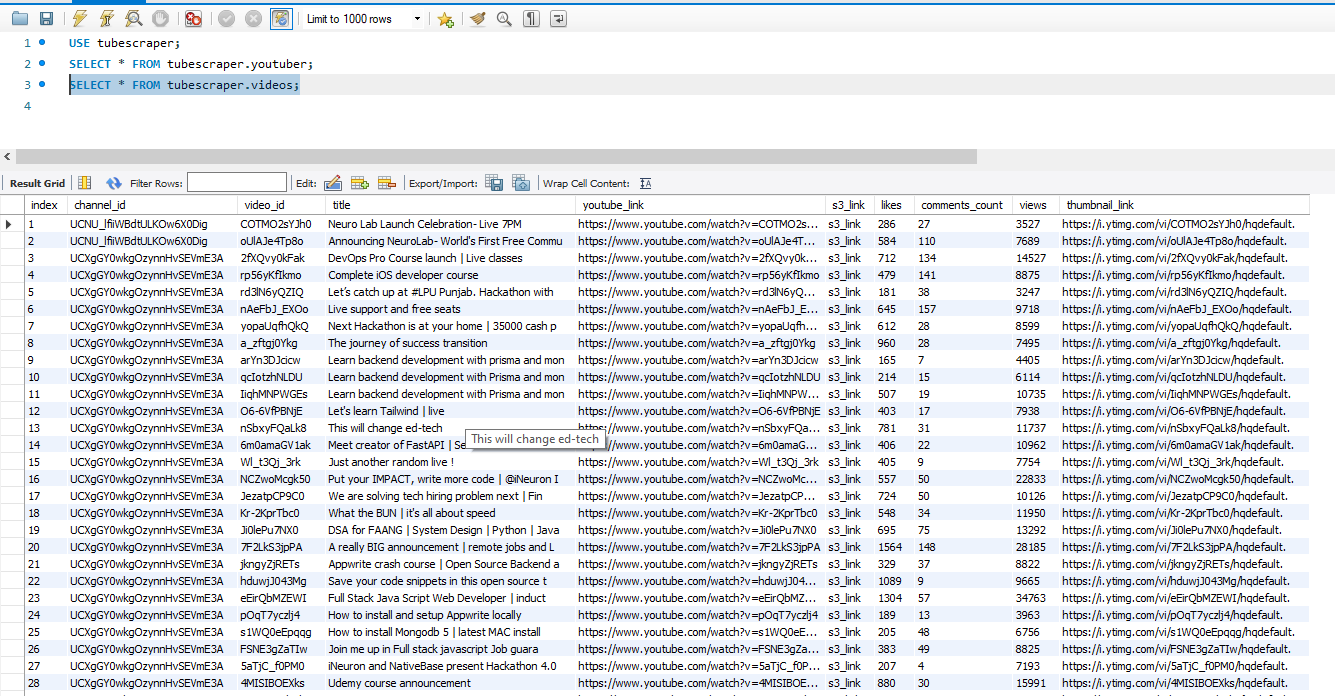 Limit to 1000 rows
1 USE tubescraper;
2 SELECT * FROM tubescraper.youtuber;
3 SELECT * FROM tubescraper.videos;
4
Result Grid Filter Rows: Edit: Export/Import: Wrap Cell Content: IA
index channel_id video_id title youtube_link s3_link likes comments_count views thumbnail_link
1 UCNU_lfiiWBdtULKOw6X0Dig COTMO2sYJh0 Neuro Lab Launch Celebration- Live 7PM https://www.youtube.com/watch?v=COTMO2s... s3_link 286 27 3527 https://i.ytimg.com/vi/COTMO2sYJh0/hqdefault.
2 UCNU_lfiiWBdtULKOw6X0Dig oUlAJe4Tp8o Announcing NeuroLab- World's First Free Commu https://www.youtube.com/watch?v=oUlAJe4T... s3_link 584 110 7689 https://i.ytimg.com/vi/oUlAJe4Tp8o/hqdefault.
3 UCXgGY0wkgOzynnHvSEVmE3A 2fXQvy0kFak DevOps Pro Course launch | Live classes https://www.youtube.com/watch?v=2fXQvy0... s3_link 712 134 14527 https://i.ytimg.com/vi/2fXQvy0kFak/hqdefault.
4 UCXgGY0wkgOzynnHvSEVmE3A rp56yKfIkmo Complete iOS developer course https://www.youtube.com/watch?v=rp56yKfIkmo s3_link 479 141 8875 https://i.ytimg.com/vi/rp56yKfIkmo/hqdefault.
5 UCXgGY0wkgOzynnHvSEVmE3A rd3lN6yQZIQ Let’s catch up at #LPU Punjab. Hackathon with https://www.youtube.com/watch?v=rd3lN6yQ... s3_link 181 38 3247 https://i.ytimg.com/vi/rd3lN6yQZIQ/hqdefault.
6 UCXgGY0wkgOzynnHvSEVmE3A nAeFbJ_EXOo Live support and free seats https://www.youtube.com/watch?v=nAeFbJ_E... s3_link 645 157 9718 https://i.ytimg.com/vi/nAeFbJ_EXOo/hqdefault.
7 UCXgGY0wkgOzynnHvSEVmE3A yopaUqfhQkQ Next Hackathon is at your home | 35000 cash p https://www.youtube.com/watch?v=yopaUqfh... s3_link 612 28 8599 https://i.ytimg.com/vi/yopaUqfhQkQ/hqdefault.
8 UCXgGY0wkgOzynnHvSEVmE3A a_zftgj0Ykg The journey of success transition https://www.youtube.com/watch?v=a_zftgj0Ykg s3_link 960 28 7495 https://i.ytimg.com/vi/a_zftgj0Ykg/hqdefault.
9 UCXgGY0wkgOzynnHvSEVmE3A arYn3DJcicw Learn backend development with prisma and mon https://www.youtube.com/watch?v=arYn3DJc... s3_link 165 7 4405 https://i.ytimg.com/vi/arYn3DJcicw/hqdefault.
10 UCXgGY0wkgOzynnHvSEVmE3A qcIotzhNLDU Learn backend development with Prisma and mon https://www.youtube.com/watch?v=qcIotzhNLDU s3_link 214 15 6114 https://i.ytimg.com/vi/qcIotzhNLDU/hqdefault.
11 UCXgGY0wkgOzynnHvSEVmE3A IiqhMNPWGEs Learn backend development with Prisma and mon https://www.youtube.com/watch?v=IiqhMNPW... s3_link 507 19 10735 https://i.ytimg.com/vi/IiqhMNPWGEs/hqdefault.
12 UCXgGY0wkgOzynnHvSEVmE3A O6-6VfPBNjE Let's learn Tailwind | live https://www.youtube.com/watch?v=O6-6VfPBNjE s3_link 403 17 7938 https://i.ytimg.com/vi/O6-6VfPBNjE/hqdefault.
13 UCXgGY0wkgOzynnHvSEVmE3A nSbxyFQaLk8 This will change ed-tech https://www.youtube.com/watch?v=nSbxyFQa... s3_link 781 31 11737 https://i.ytimg.com/vi/nSbxyFQaLk8/hqdefault.
This will change ed-tech
14 UCXgGY0wkgOzynnHvSEVmE3A 6m0amaGV1ak Meet creator of FastAPI | Se https://www.youtube.com/watch?v=6m0amaG... s3_link 406 22 10962 https://i.ytimg.com/vi/6m0amaGV1ak/hqdefault.
15 UCXgGY0wkgOzynnHvSEVmE3A Wl_t3Qj_3rk Just another random live ! https://www.youtube.com/watch?v=Wl_t3Qj_3rk s3_link 405 9 7754 https://i.ytimg.com/vi/Wl_t3Qj_3rk/hqdefault.
16 UCXgGY0wkgOzynnHvSEVmE3A NCZwoMcgk50 Put your IMPACT, write more code | @iNeuron I https://www.youtube.com/watch?v=NCZwoMc... s3_link 557 50 22833 https://i.ytimg.com/vi/NCZwoMcgk50/hqdefault.
17 UCXgGY0wkgOzynnHvSEVmE3A JezatpCP9C0 We are solving tech hiring problem next | Fin https://www.youtube.com/watch?v=JezatpCP... s3_link 724 50 10126 https://i.ytimg.com/vi/JezatpCP9C0/hqdefault.
18 UCXgGY0wkgOzynnHvSEVmE3A Kr-2KprTbc0 What the BUN | it's all about speed https://www.youtube.com/watch?v=Kr-2KprTbc0 s3_link 548 34 11950 https://i.ytimg.com/vi/Kr-2KprTbc0/hqdefault.
19 UCXgGY0wkgOzynnHvSEVmE3A Ji0lePu7NX0 DSA for FAANG | System Design | Python | Java https://www.youtube.com/watch?v=Ji0lePu7NX0 s3_link 695 75 13292 https://i.ytimg.com/vi/Ji0lePu7NX0/hqdefault.
20 UCXgGY0wkgOzynnHvSEVmE3A 7F2LkS3jpPA A really BIG announcement | remote jobs and L https://www.youtube.com/watch?v=7F2LkS3jpPA s3_link 1564 148 28185 https://i.ytimg.com/vi/7F2LkS3jpPA/hqdefault.
21 UCXgGY0wkgOzynnHvSEVmE3A jkngyZjRETs Appwrite crash course | Open Source Backend a https://www.youtube.com/watch?v=jkngyZjRETs s3_link 329 37 8822 https://i.ytimg.com/vi/jkngyZjRETs/hqdefault.
22 UCXgGY0wkgOzynnHvSEVmE3A hduwjJ043Mg Save your code snippets in this open source t https://www.youtube.com/watch?v=hduwjJ04... s3_link 1089 9 9665 https://i.ytimg.com/vi/hduwjJ043Mg/hqdefault.
23 UCXgGY0wkgOzynnHvSEVmE3A eEirQbMZEWI Full Stack Java Script Web Developer | induct https://www.youtube.com/watch?v=eEirQbMZ... s3_link 1304 57 34763 https://i.ytimg.com/vi/eEirQbMZEWI/hqdefault.
24 UCXgGY0wkgOzynnHvSEVmE3A pOqT7yczlj4 How to install and setup Appwrite locally https://www.youtube.com/watch?v=pOqT7yczlj4 s3_link 189 13 3963 https://i.ytimg.com/vi/pOqT7yczlj4/hqdefault.
25 UCXgGY0wkgOzynnHvSEVmE3A s1WQ0eEpqqg How to install Mongodb 5 | latest MAC install https://www.youtube.com/watch?v=s1WQ0eE... s3_link 205 48 6756 https://i.ytimg.com/vi/s1WQ0eEpqqg/hqdefault.
26 UCXgGY0wkgOzynnHvSEVmE3A FSNE3gZaTIw Join me up in Full stack javascript Job guara https://www.youtube.com/watch?v=FSNE3gZa... s3_link 383 49 8825 https://i.ytimg.com/vi/FSNE3gZaTIw/hqdefault.
27 UCXgGY0wkgOzynnHvSEVmE3A 5aTjC_f0PM0 iNeuron and NativeBase present Hackathon 4.0 https://www.youtube.com/watch?v=5aTjC_f0P... s3_link 207 4 7193 https://i.ytimg.com/vi/5aTjC_f0PM0/hqdefault.
28 UCXgGY0wkgOzynnHvSEVmE3A 4MISIBOEXks Udemy course announcement https://www.youtube.com/watch?v=4MISIBOE... s3_link 880 30 15991 https://i.ytimg.com/vi/4MISIBOEXks/hqdefault.